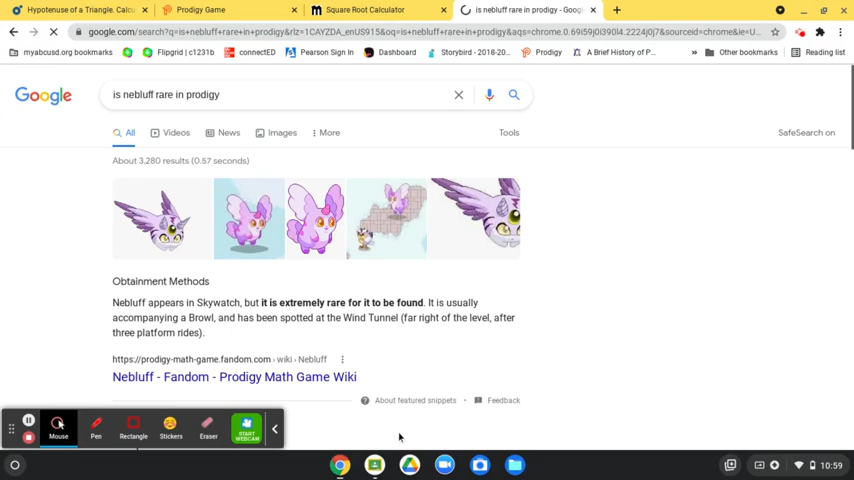 Hypotenuse of a Triangle. Calcu
Prodigy Game
Square Root Calculator
is nebluff rare in prodigy - Goog
google.com/search?q=is+nebluff+rare+in+prodigy&rlz=1CAYZDA_enUS915&oq=is+nebluff+rare+in+prodigy&aqs=chrome.0.69i59j0i390l4.2224j0j7&sourceid=chrome&ie=U...
myabcusd.org bookmarks
Flipgrid | c1231b
connectED
Pearson Sign In
Dashboard
Storybird - 2018-20...
Prodigy
A Brief History of P...
»
Other bookmarks
Reading list
Google
is nebluff rare in prodigy
All
Videos
News
Images
More
Tools
SafeSearch on
About 3,280 results (0.57 seconds)
Obtainment Methods
Nebluff appears in Skywatch, but it is extremely rare for it to be found. It is usually
accompanying a Browl, and has been spotted at the Wind Tunnel (far right of the level, after
three platform rides).
https://prodigy-math-game.fandom.com › wiki › Nebluff
Nebluff - Fandom - Prodigy Math Game Wiki
About featured snippets
•
Feedback
Mouse
Pen
Rectangle
Stickers
Eraser
START
WEBCAM
10:59